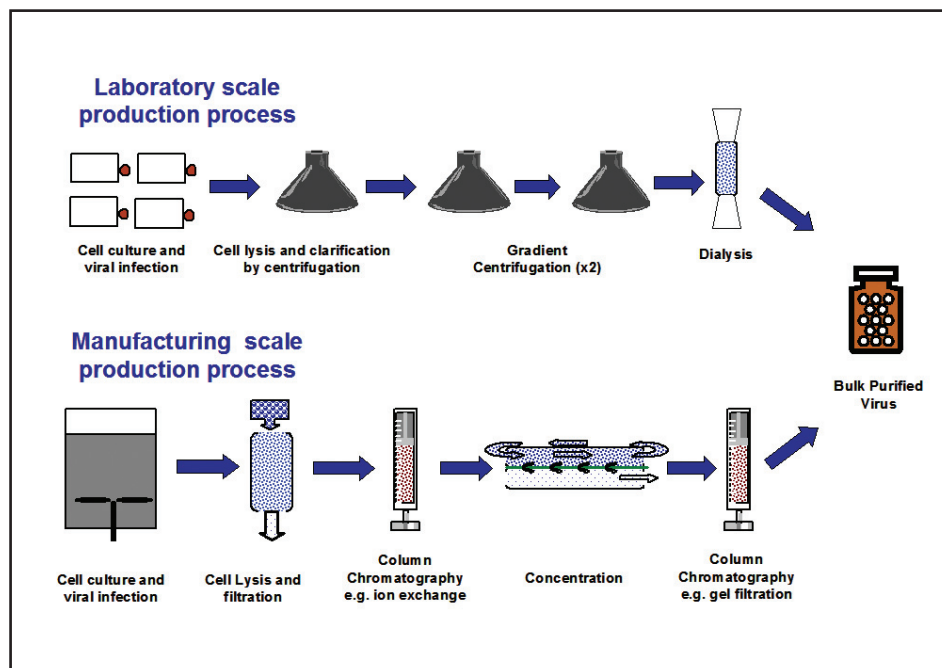 Laboratory scale
production process
Cell culture and
viral infection
Cell lysis and clarification
by centrifugation
Gradient
Centrifugation (x2)
Dialysis
Bulk Purified
Virus
Manufacturing scale
production process
Cell culture and
viral infection
Cell Lysis and
filtration
Column
Chromatography
e.g. ion exchange
Concentration
Column
Chromatography
e.g. gel filtration